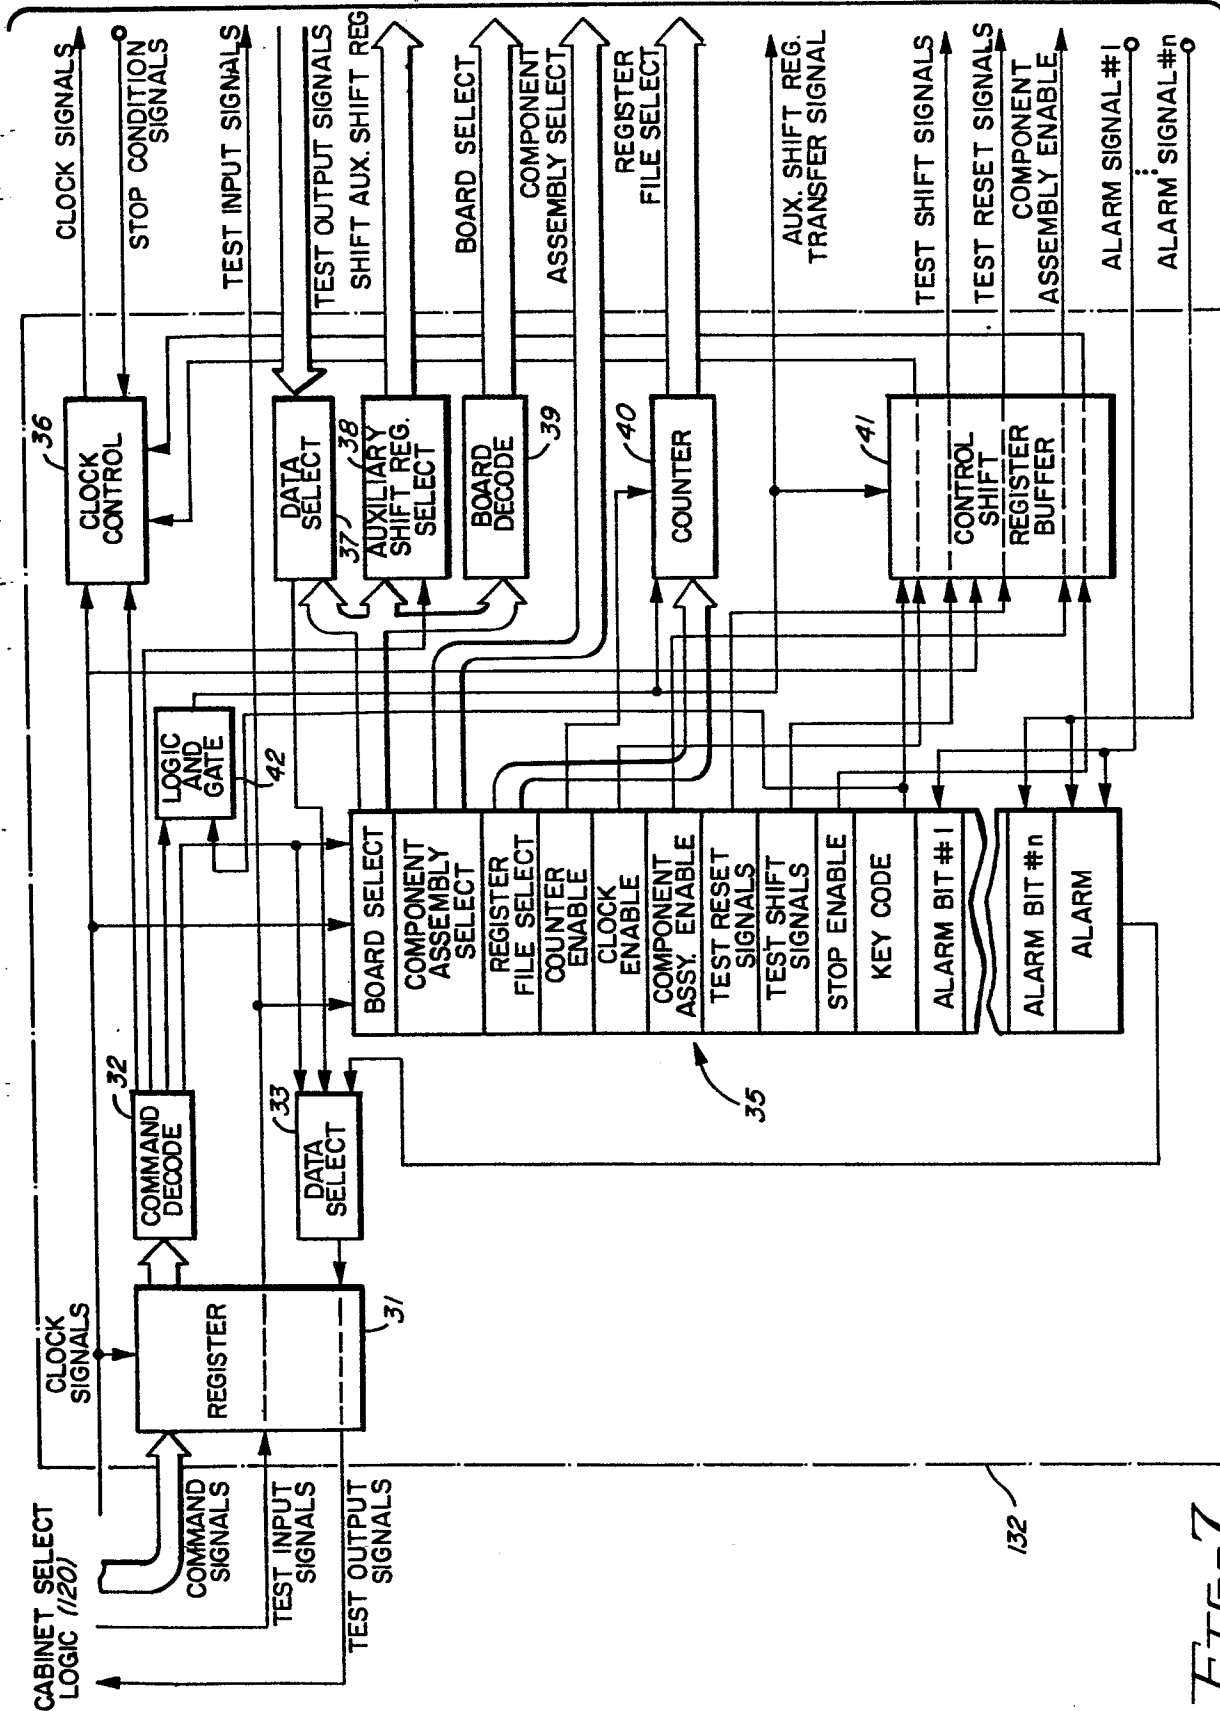 CABINET SELECT
LOGIC (120)
CLOCK
SIGNALS
COMMAND
SIGNALS
TEST INPUT
SIGNALS
TEST OUTPUT
SIGNALS
REGISTER
31
COMMAND
DECODE
32
DATA
SELECT
33
LOGIC
AND
GATE
42
BOARD SELECT
COMPONENT
ASSEMBLY
SELECT
REGISTER
FILE SELECT
COUNTER
ENABLE
CLOCK
ENABLE
COMPONENT
ASSY. ENABLE
TEST RESET
SIGNALS
TEST SHIFT
SIGNALS
STOP ENABLE
KEY CODE
ALARM BIT #1
ALARM BIT #n
ALARM
35
CLOCK
CONTROL
36
DATA
SELECT
37
AUXILIARY
SHIFT REG.
SELECT
38
BOARD
DECODE
39
COUNTER
40
CONTROL
SHIFT
REGISTER
BUFFER
41
CLOCK SIGNALS
STOP CONDITION
SIGNALS
TEST INPUT SIGNALS
TEST OUTPUT SIGNALS
SHIFT AUX. SHIFT REG
BOARD SELECT
COMPONENT
ASSEMBLY SELECT
REGISTER
FILE SELECT
AUX. SHIFT REG.
TRANSFER SIGNAL
TEST SHIFT SIGNALS
TEST RESET SIGNALS
COMPONENT
ASSEMBLY ENABLE
ALARM SIGNAL #1
ALARM SIGNAL #n
132
FIG-7